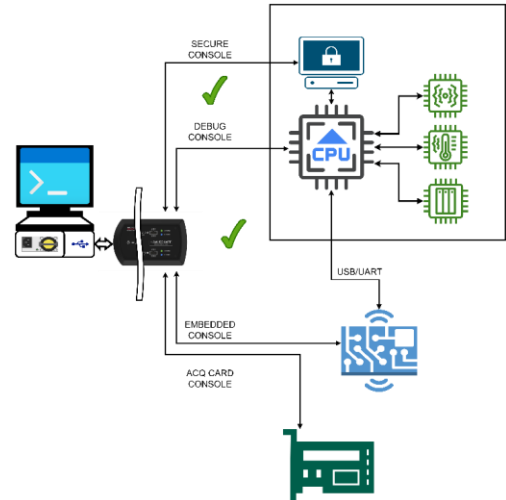 SECURE
CONSOLE
DEBUG
CONSOLE
CPU
USB/UART
EMBEDDED
CONSOLE
ACQ CARD
CONSOLE